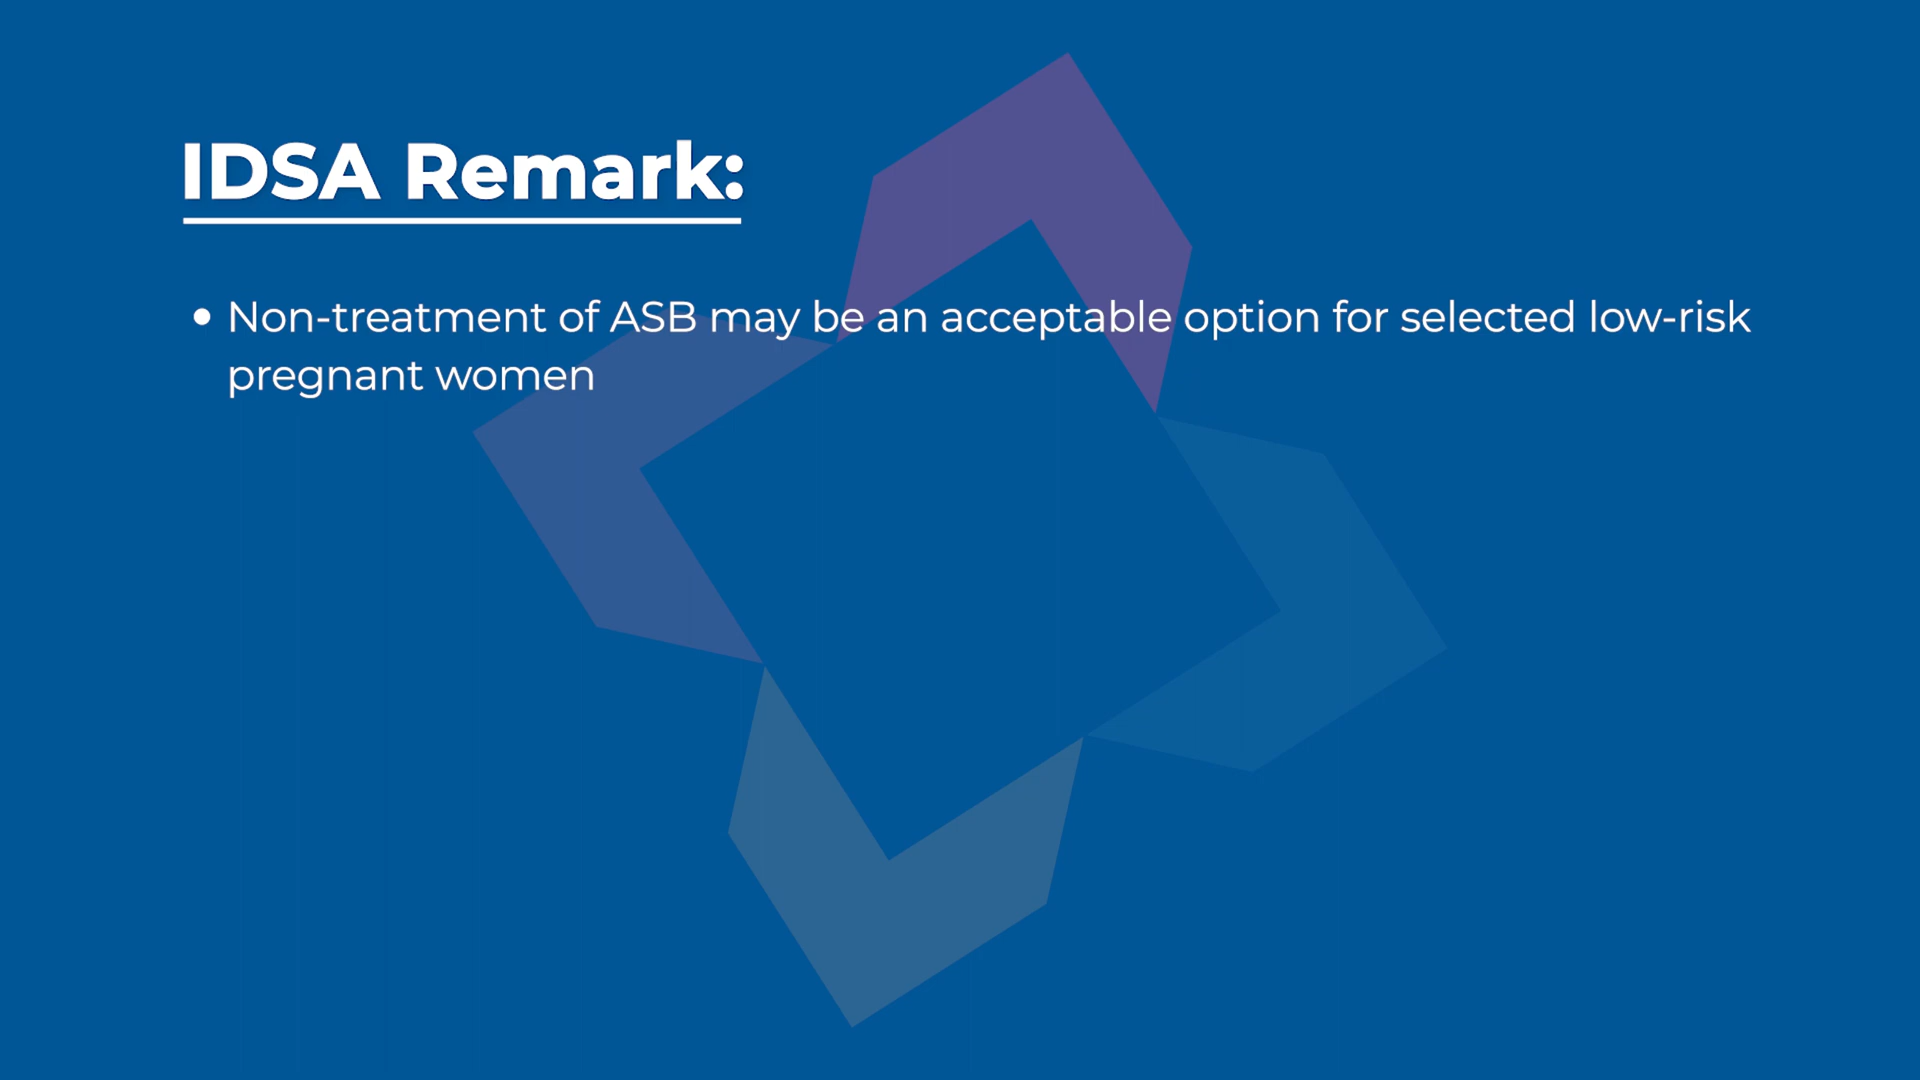 IDSA Remark:
• Non-treatment of ASB may be an acceptable option for selected low-risk
pregnant women